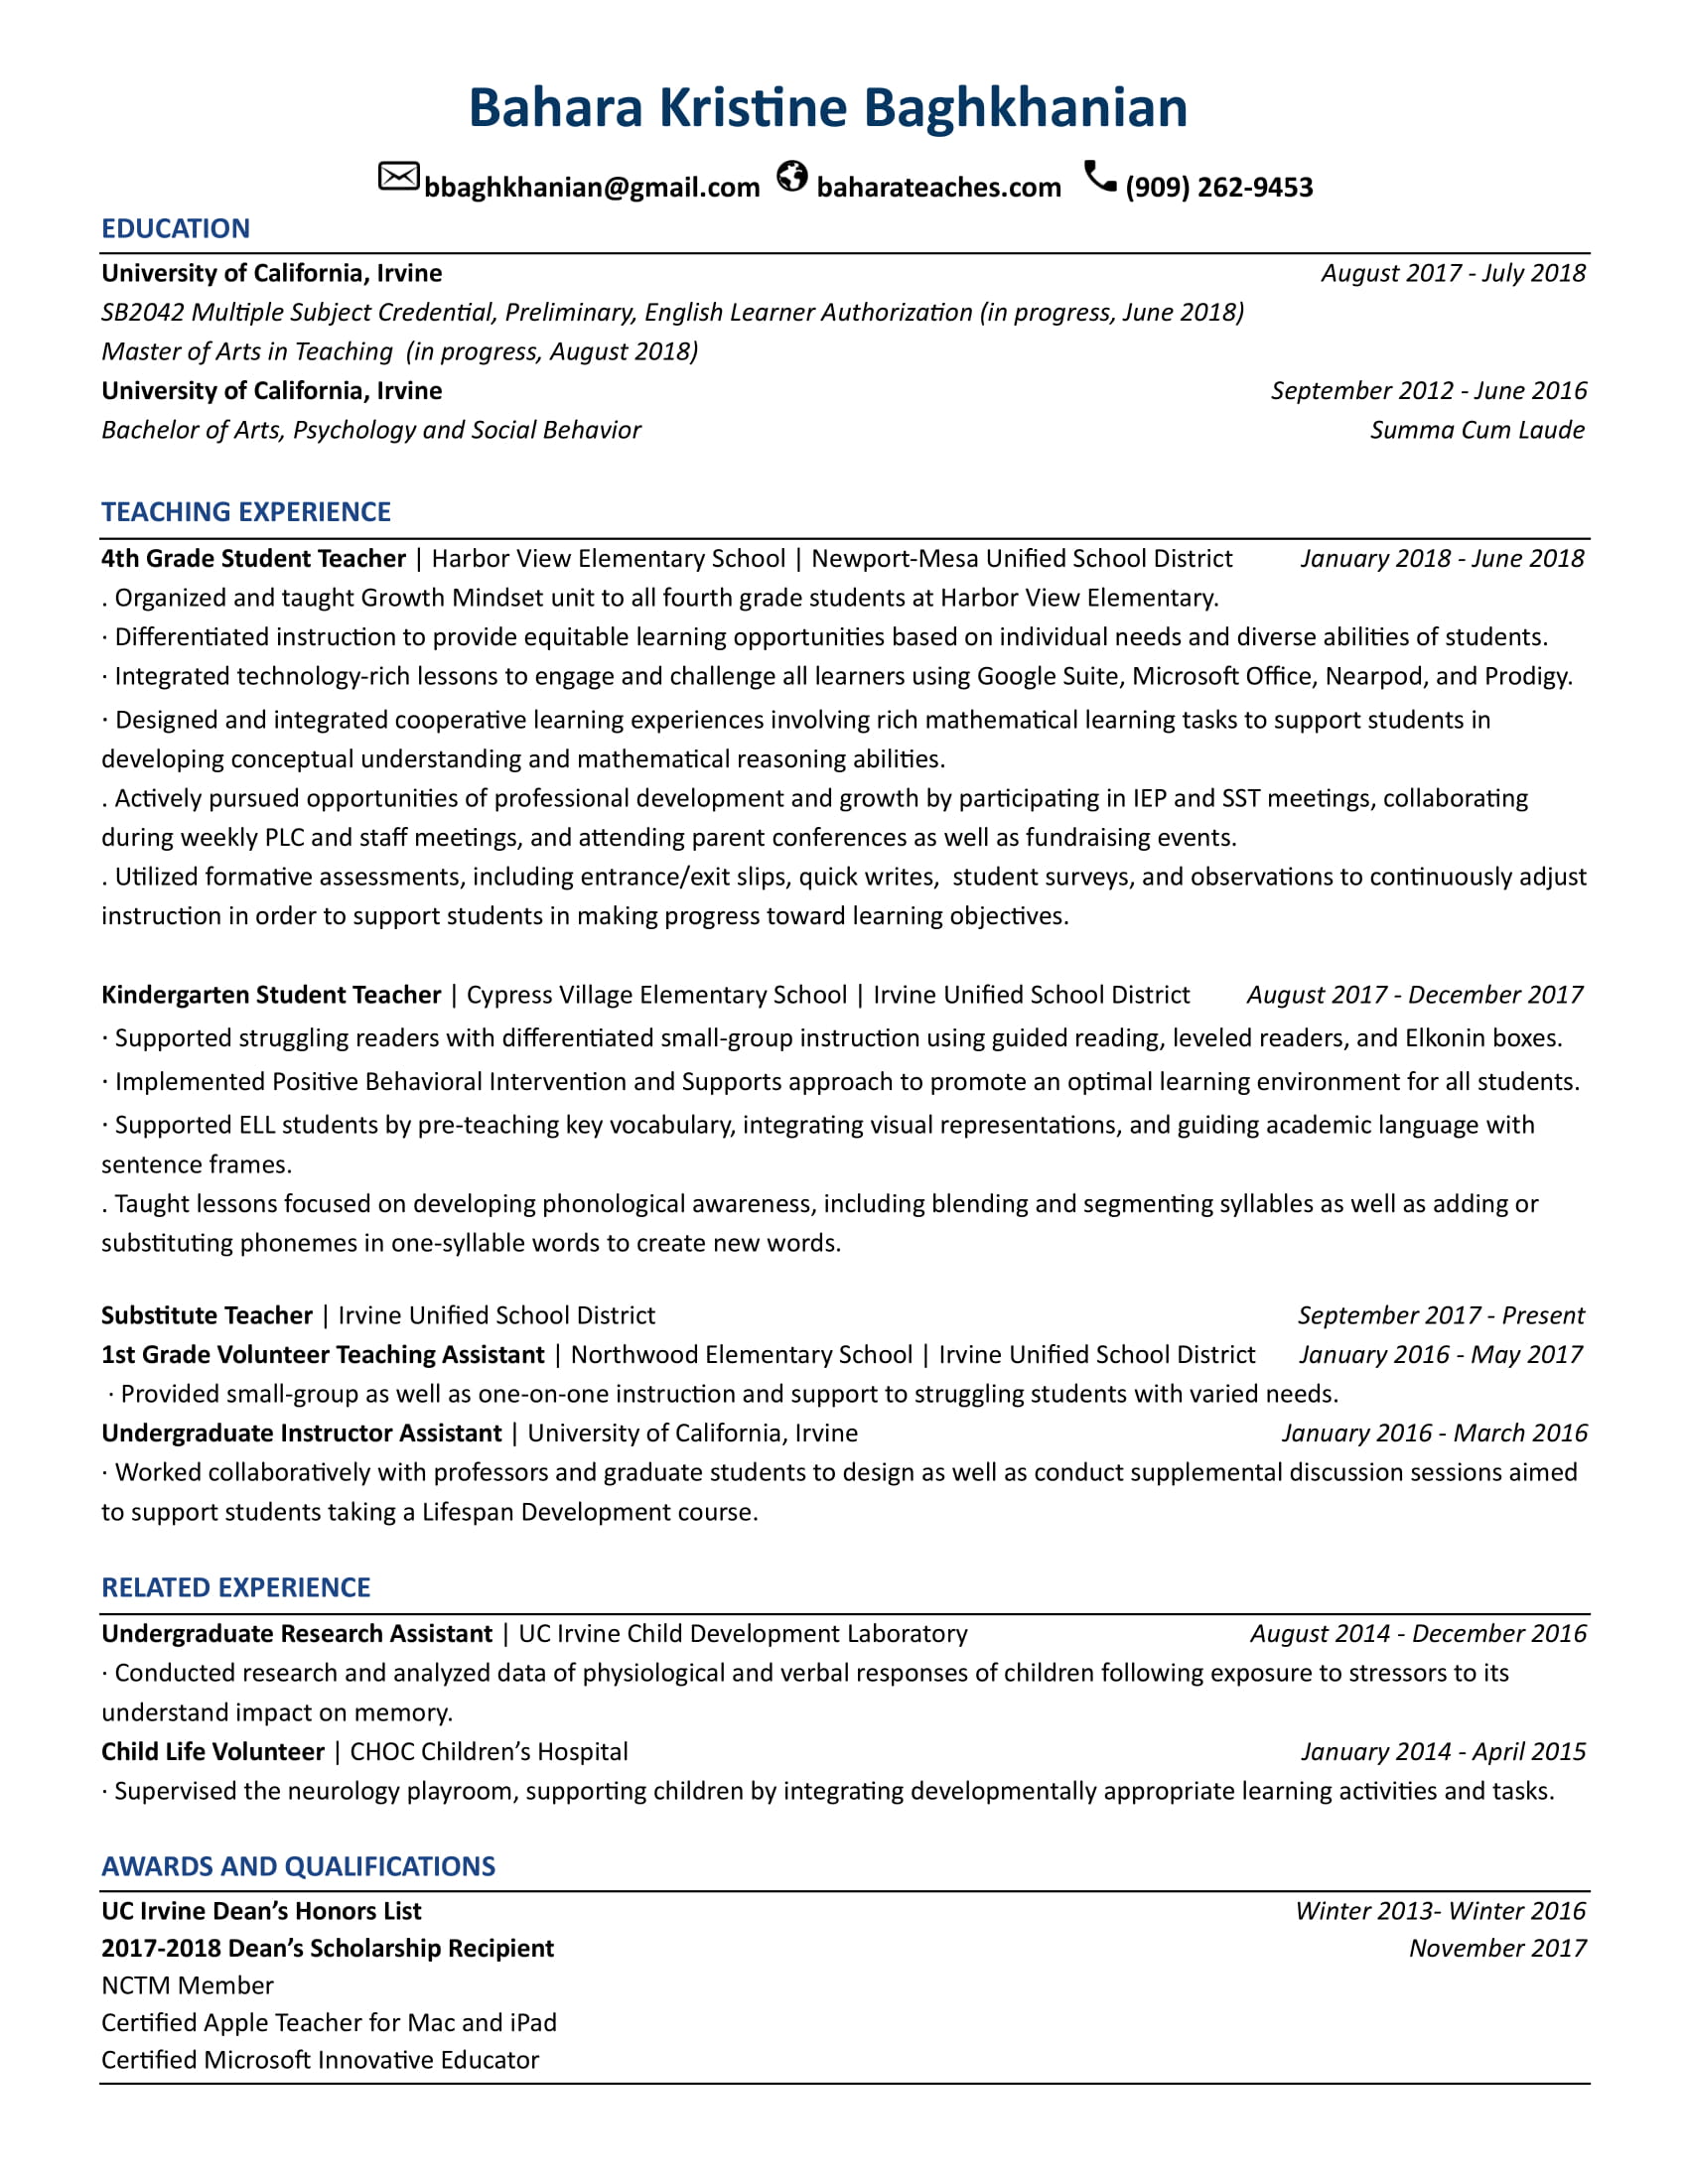 Bahara Kristine Baghkhanian
bbaghkhanian@gmail.com baharateaches.com (909) 262-9453
EDUCATION
University of California, Irvine August 2017 - July 2018
SB2042 Multiple Subject Credential, Preliminary, English Learner Authorization (in progress, June 2018)
Master of Arts in Teaching  (in progress, August 2018)
University of California, Irvine September 2012 - June 2016
Bachelor of Arts, Psychology and Social Behavior Summa Cum Laude
TEACHING EXPERIENCE
4th Grade Student Teacher | Harbor View Elementary School | Newport-Mesa Unified School District January 2018 - June 2018
. Organized and taught Growth Mindset unit to all fourth grade students at Harbor View Elementary.
· Differentiated instruction to provide equitable learning opportunities based on individual needs and diverse abilities of students.
· Integrated technology-rich lessons to engage and challenge all learners using Google Suite, Microsoft Office, Nearpod, and Prodigy.
· Designed and integrated cooperative learning experiences involving rich mathematical learning tasks to support students in
developing conceptual understanding and mathematical reasoning abilities.
. Actively pursued opportunities of professional development and growth by participating in IEP and SST meetings, collaborating
during weekly PLC and staff meetings, and attending parent conferences as well as fundraising events.
. Utilized formative assessments, including entrance/exit slips, quick writes,  student surveys, and observations to continuously adjust
instruction in order to support students in making progress toward learning objectives.
Kindergarten Student Teacher | Cypress Village Elementary School | Irvine Unified School District August 2017 - December 2017
· Supported struggling readers with differentiated small-group instruction using guided reading, leveled readers, and Elkonin boxes.
· Implemented Positive Behavioral Intervention and Supports approach to promote an optimal learning environment for all students.
· Supported ELL students by pre-teaching key vocabulary, integrating visual representations, and guiding academic language with
sentence frames.
. Taught lessons focused on developing phonological awareness, including blending and segmenting syllables as well as adding or
substituting phonemes in one-syllable words to create new words.
Substitute Teacher | Irvine Unified School District September 2017 - Present
1st Grade Volunteer Teaching Assistant | Northwood Elementary School | Irvine Unified School District January 2016 - May 2017
· Provided small-group as well as one-on-one instruction and support to struggling students with varied needs.
Undergraduate Instructor Assistant | University of California, Irvine January 2016 - March 2016
· Worked collaboratively with professors and graduate students to design as well as conduct supplemental discussion sessions aimed
to support students taking a Lifespan Development course.
RELATED EXPERIENCE
Undergraduate Research Assistant | UC Irvine Child Development Laboratory August 2014 - December 2016
· Conducted research and analyzed data of physiological and verbal responses of children following exposure to stressors to its
understand impact on memory.
Child Life Volunteer | CHOC Children’s Hospital January 2014 - April 2015
· Supervised the neurology playroom, supporting children by integrating developmentally appropriate learning activities and tasks.
AWARDS AND QUALIFICATIONS
UC Irvine Dean’s Honors List Winter 2013- Winter 2016
2017-2018 Dean’s Scholarship Recipient November 2017
NCTM Member
Certified Apple Teacher for Mac and iPad
Certified Microsoft Innovative Educator